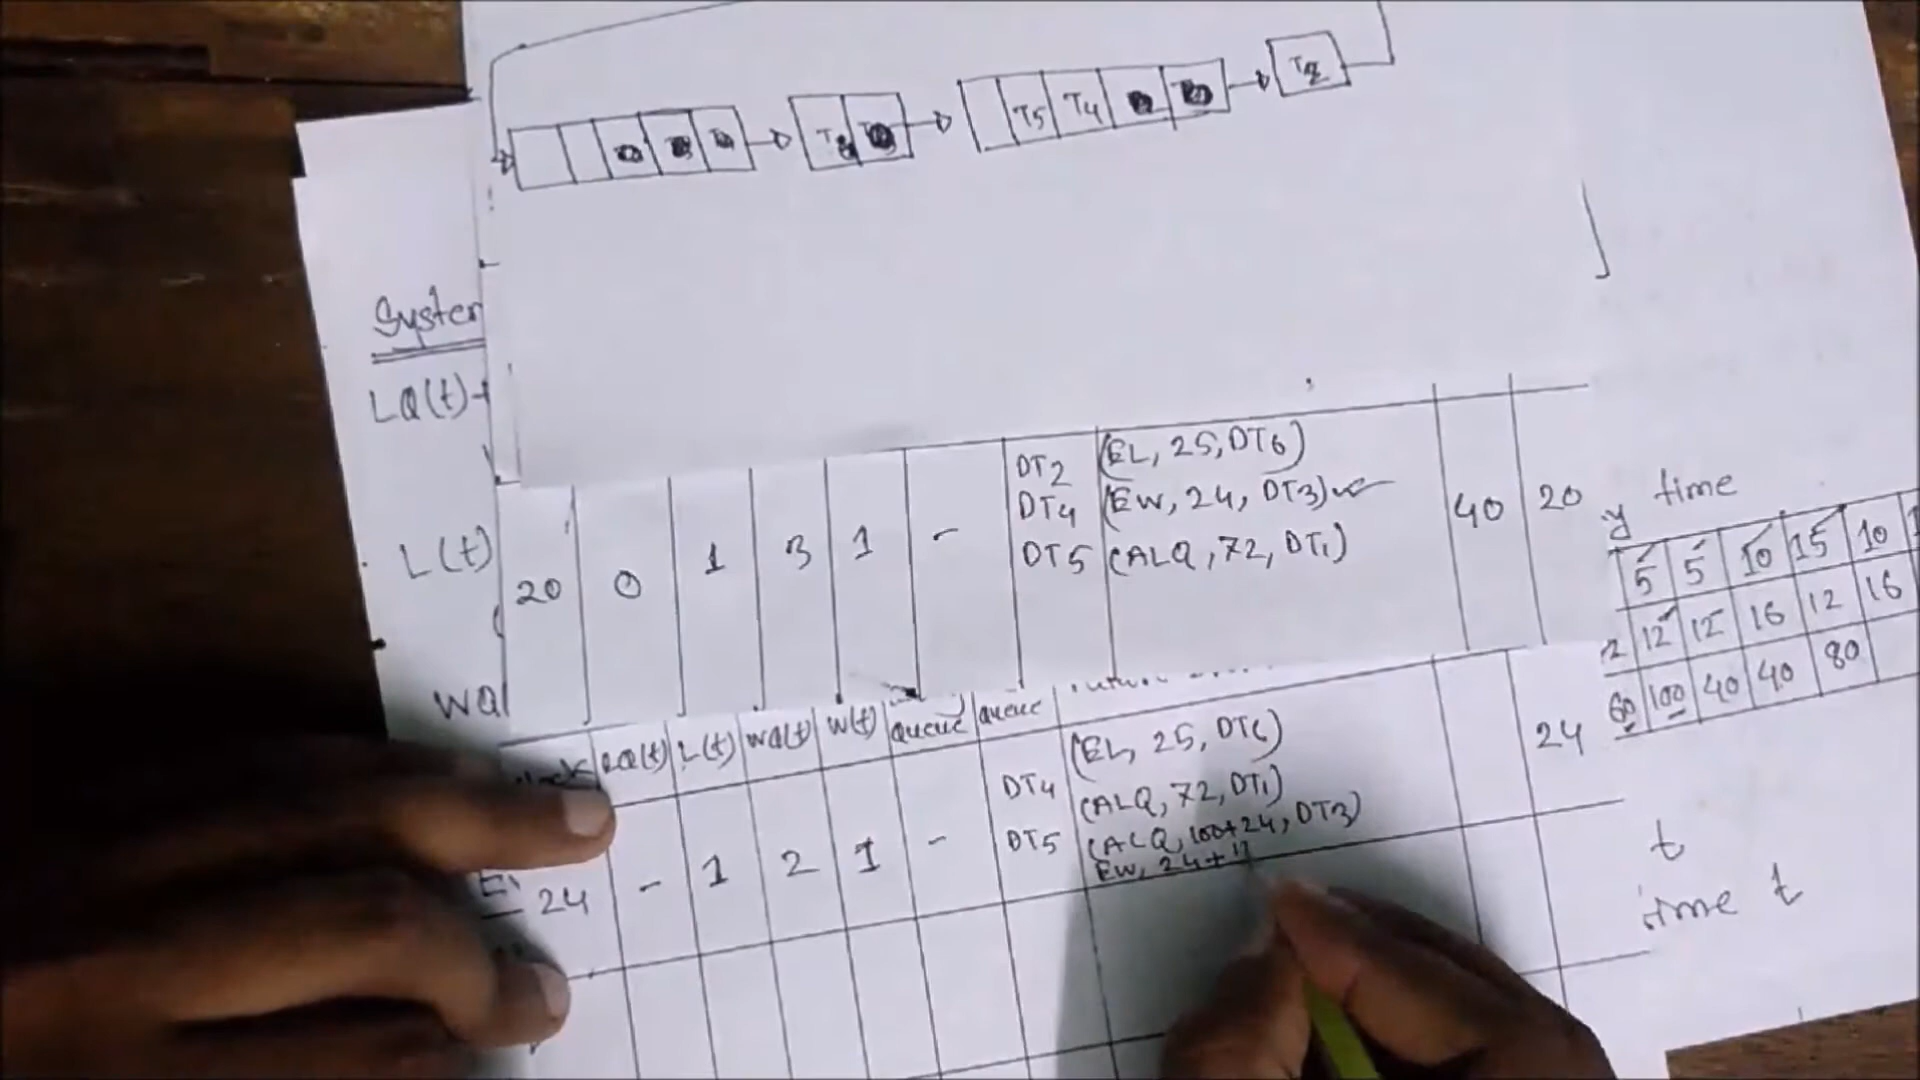 T5 T4
System
LQ(t)
L(t)
20 0 1 3 1 -
DT2
DT4
DT5
(EL, 25, DT6)
(EW, 24, DT3)
(ALQ, 72, DT1)
40 20
time
5 5 10 15 10
12 12 16 12 16
60 100 40 40 80
LQ(t) L(t) WQ(t) W(t) queue queue
24 - 1 2 1 -
DT4
DT5
(EL, 25, DT6)
(ALQ, 72, DT1)
(ALQ, 100+24, DT3)
EW, 24+12
24
t
time t